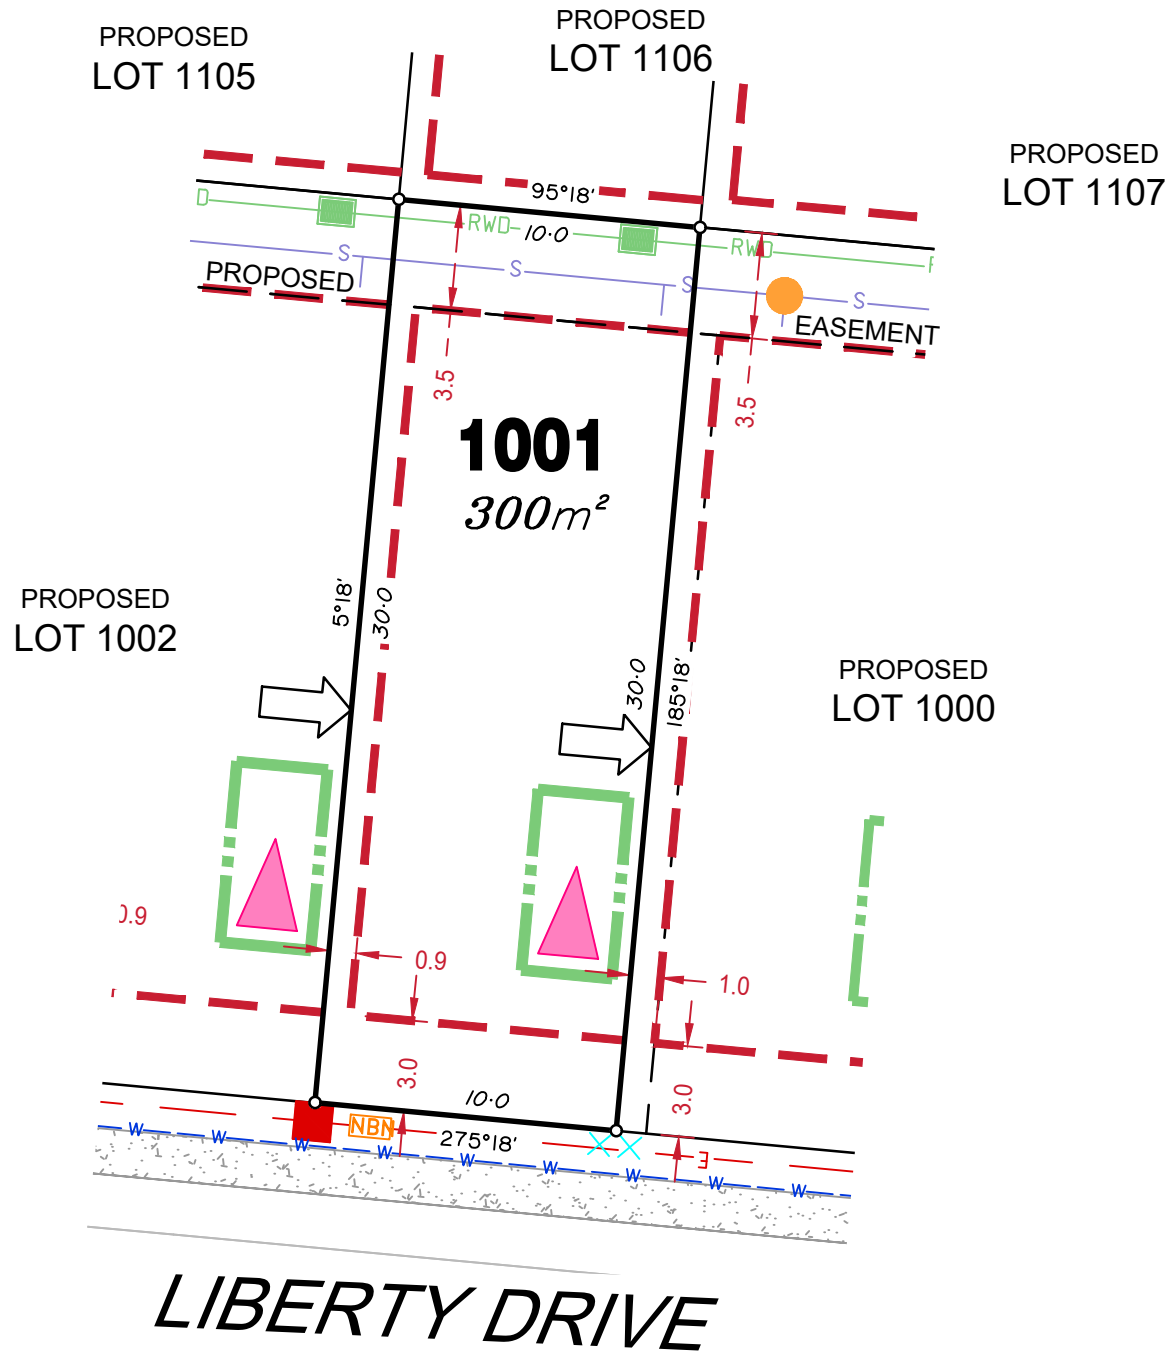 PROPOSED
LOT 1105
PROPOSED
LOT 1106
PROPOSED
LOT 1107
95°18'
D
RWD
10·0
RWD
S
S
S
S
PROPOSED
EASEMENT
3.5
3.5
1001
300m²
5°18'
30·0
PROPOSED
LOT 1002
30·0
185°18'
PROPOSED
LOT 1000
0.9
0.9
1.0
3.0
3.0
10·0
NBN
275°18'
E
W
W
W
W
W
W
W
W
W
LIBERTY DRIVE